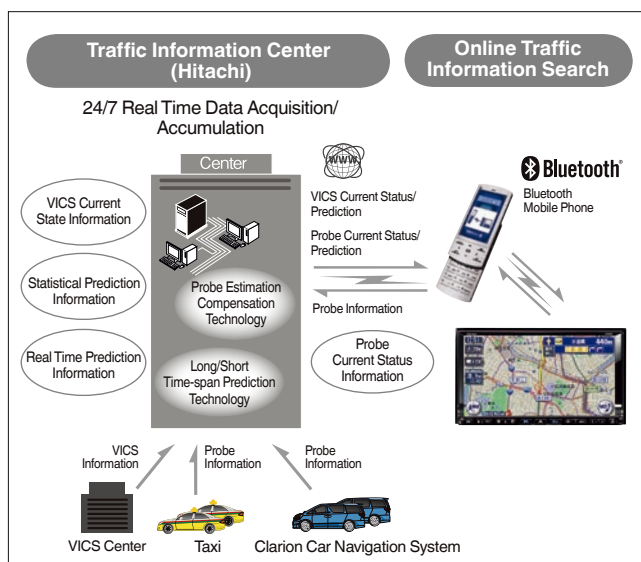 Traffic Information Center
(Hitachi)
Online Traffic
Information Search
24/7 Real Time Data Acquisition/
Accumulation
Center
WWW
Bluetooth®
Bluetooth
Mobile Phone
VICS Current
State Information
VICS Current Status/
Prediction
Probe Current Status/
Prediction
Statistical Prediction
Information
Probe Estimation
Compensation
Technology
Probe Information
Real Time Prediction
Information
Long/Short
Time-span Prediction
Technology
Probe
Current Status
Information
VICS
Information
Probe
Information
Probe
Information
VICS Center
Taxi
Clarion Car Navigation System